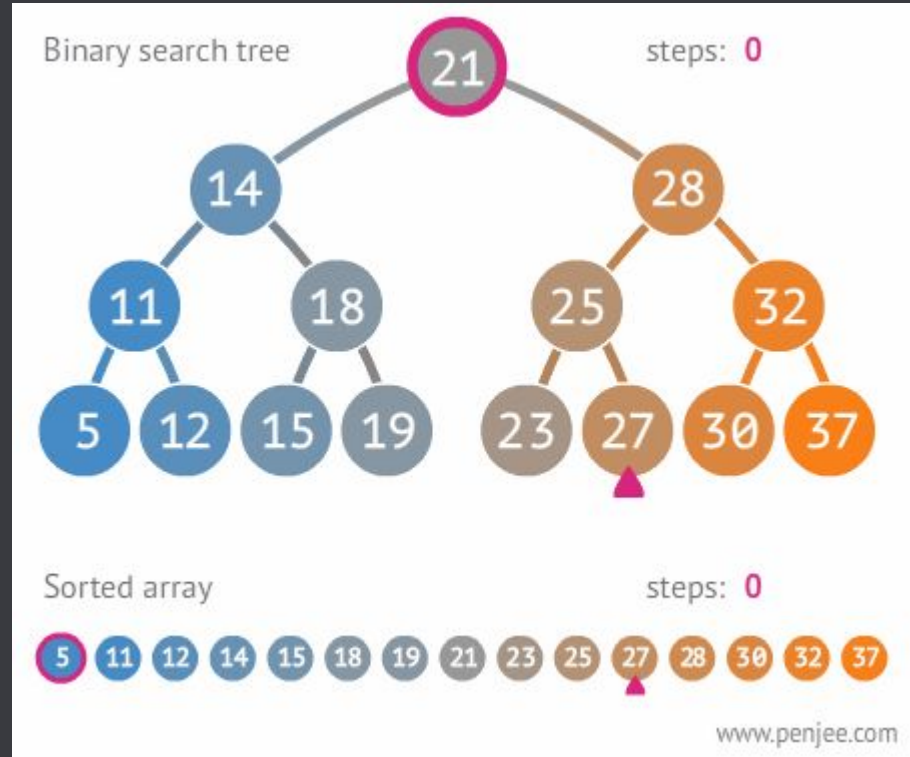 Binary search tree steps: 0
21
14 28
11 18 25 32
5 12 15 19 23 27 30 37
Sorted array steps: 0
5 11 12 14 15 18 19 21 23 25 27 28 30 32 37
www.penjee.com